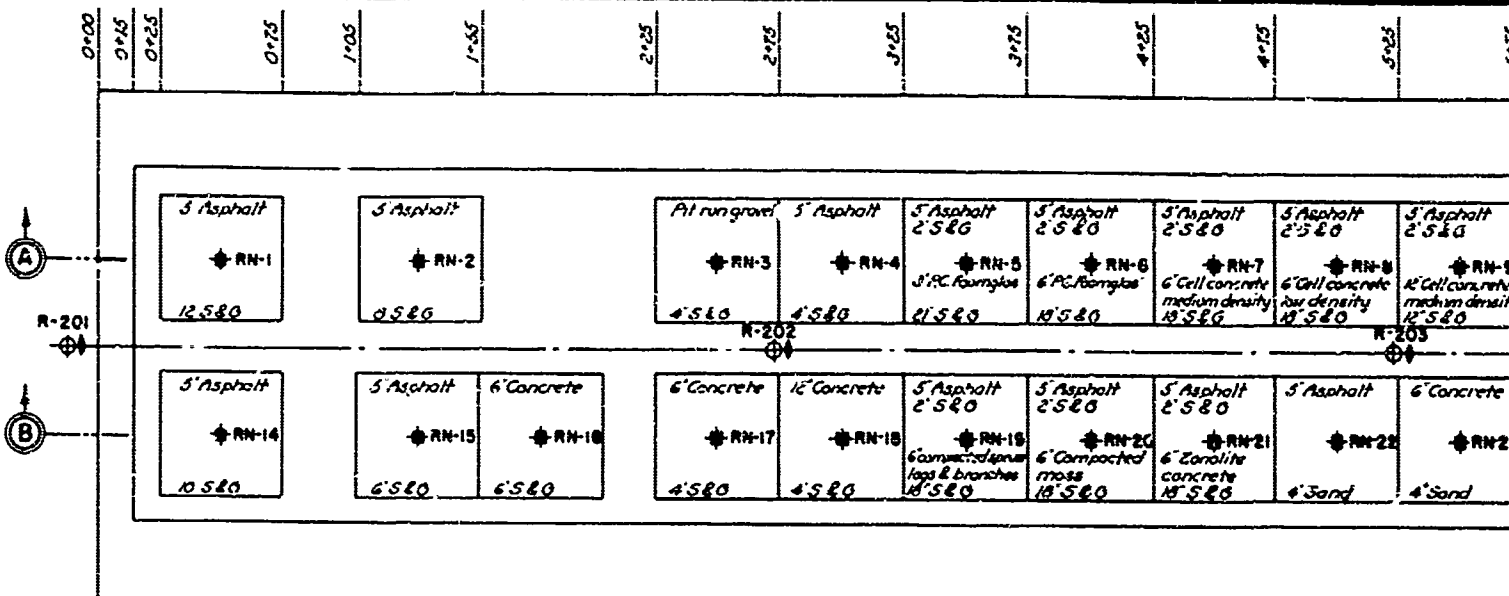 0+00
0+15
0+25
0+75
1+05
1+55
2+25
2+75
3+25
3+75
4+25
4+75
5+25
A
5" Asphalt
RN-1
12" S & G
5" Asphalt
RN-2
8" S & G
Pit run gravel
RN-3
4" S & G
5" Asphalt
RN-4
4" S & G
5" Asphalt
2" S & G
RN-5
3" P.C. Foamglas
21" S & G
5" Asphalt
2" S & G
RN-6
6" P.C. Foamglas
18" S & G
5" Asphalt
2" S & G
RN-7
6" Cell concrete
medium density
18" S & G
5" Asphalt
2" S & G
RN-8
6" Cell concrete
low density
18" S & G
5" Asphalt
2" S & G
RN-9
12" Cell concrete
medium densit
12" S & G
R-201
R-202
R-203
B
5" Asphalt
RN-14
10" S & G
5" Asphalt
RN-15
6" S & G
6" Concrete
RN-16
6" S & G
6" Concrete
RN-17
4" S & G
12" Concrete
RN-18
4" S & G
5" Asphalt
2" S & G
RN-19
6" compacted spruce
logs & branches
18" S & G
5" Asphalt
2" S & G
RN-20
6" Compacted
moss
18" S & G
5" Asphalt
2" S & G
RN-21
6" Zonolite
concrete
18" S & G
5" Asphalt
RN-22
4" Sand
6" Concrete
RN-2
4" Sand